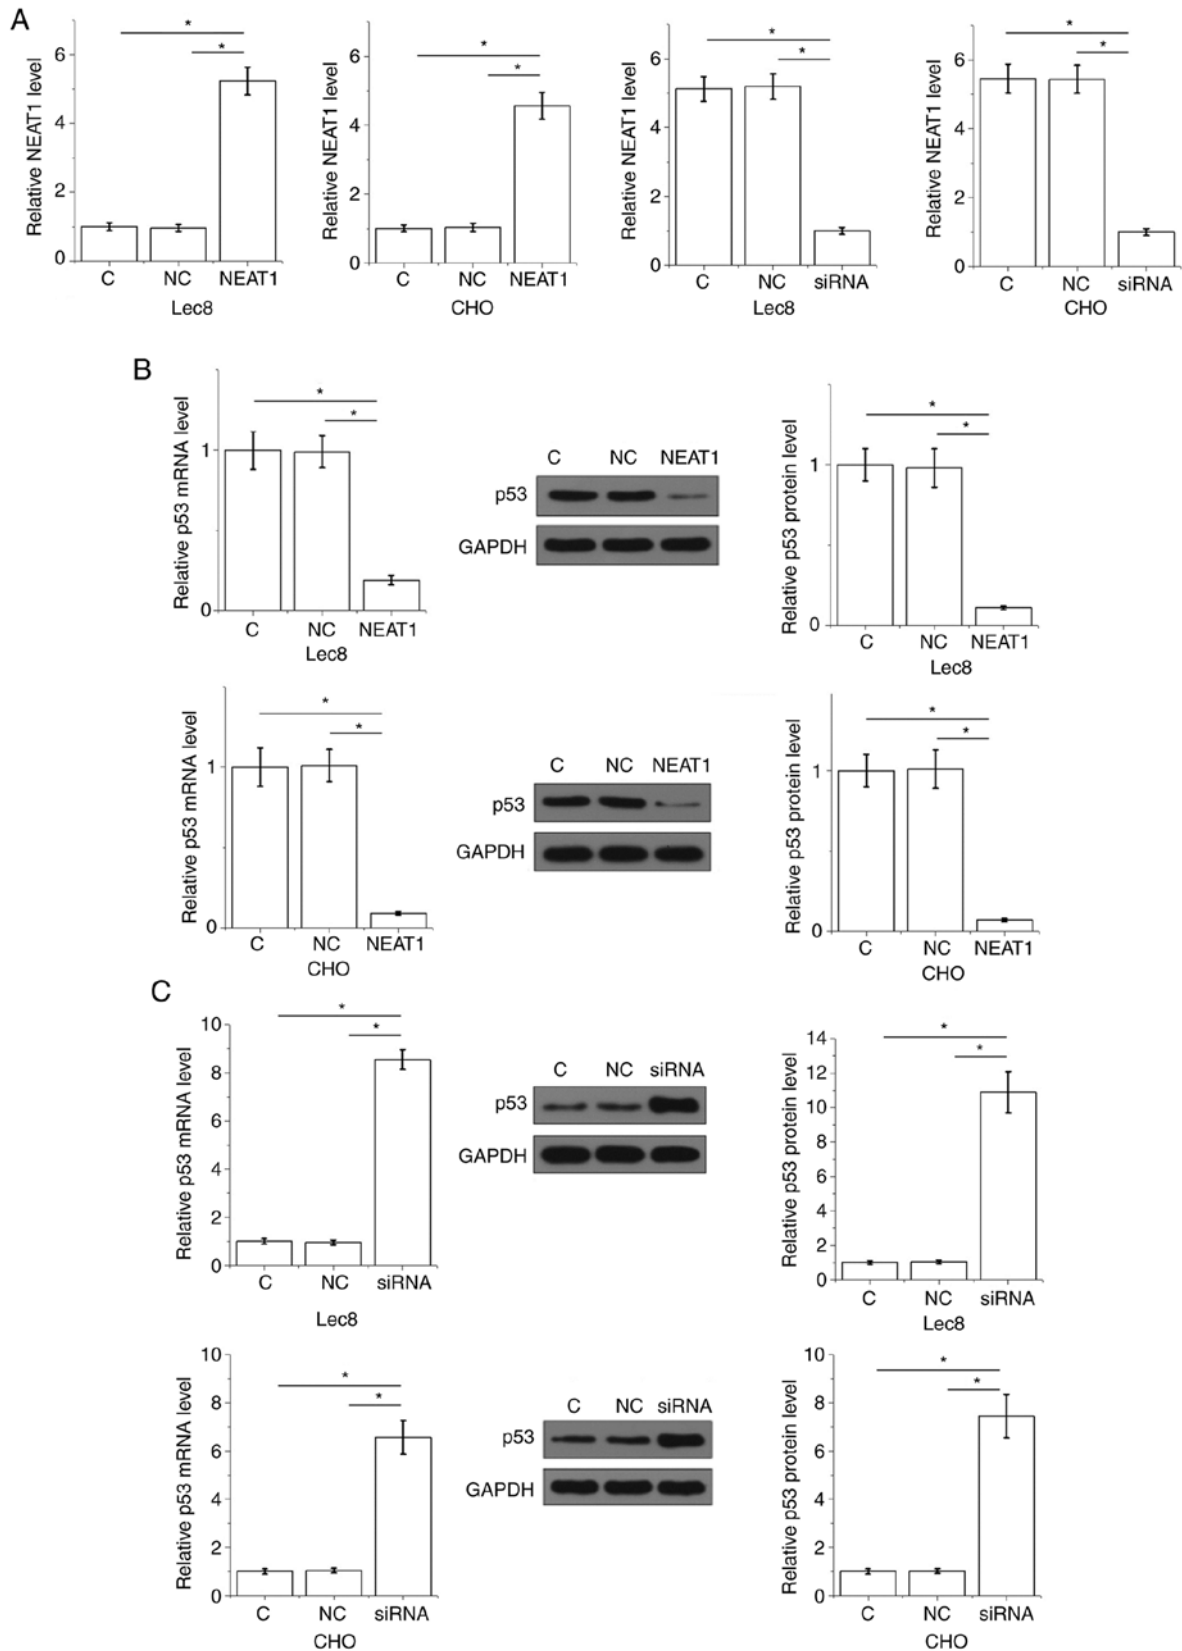 A
* * * *
* * * *
Relative NEAT1 level
6
4
2
0
C NC NEAT1
Lec8
Relative NEAT1 level
6
4
2
0
C NC NEAT1
CHO
Relative NEAT1 level
6
4
2
0
C NC siRNA
Lec8
Relative NEAT1 level
6
4
2
0
C NC siRNA
CHO
B
*
*
Relative p53 mRNA level
1
0
C NC NEAT1
Lec8
C NC NEAT1
p53
GAPDH
*
*
Relative p53 protein level
1
0
C NC NEAT1
Lec8
*
*
Relative p53 mRNA level
1
0
C NC NEAT1
CHO
C NC NEAT1
p53
GAPDH
*
*
Relative p53 protein level
1
0
C NC NEAT1
CHO
C
*
*
Relative p53 mRNA level
10
8
6
4
2
0
C NC siRNA
Lec8
C NC siRNA
p53
GAPDH
*
*
Relative p53 protein level
14
12
10
8
6
4
2
0
C NC siRNA
Lec8
*
*
Relative p53 mRNA level
10
8
6
4
2
0
C NC siRNA
CHO
C NC siRNA
p53
GAPDH
*
*
Relative p53 protein level
10
8
6
4
2
0
C NC siRNA
CHO